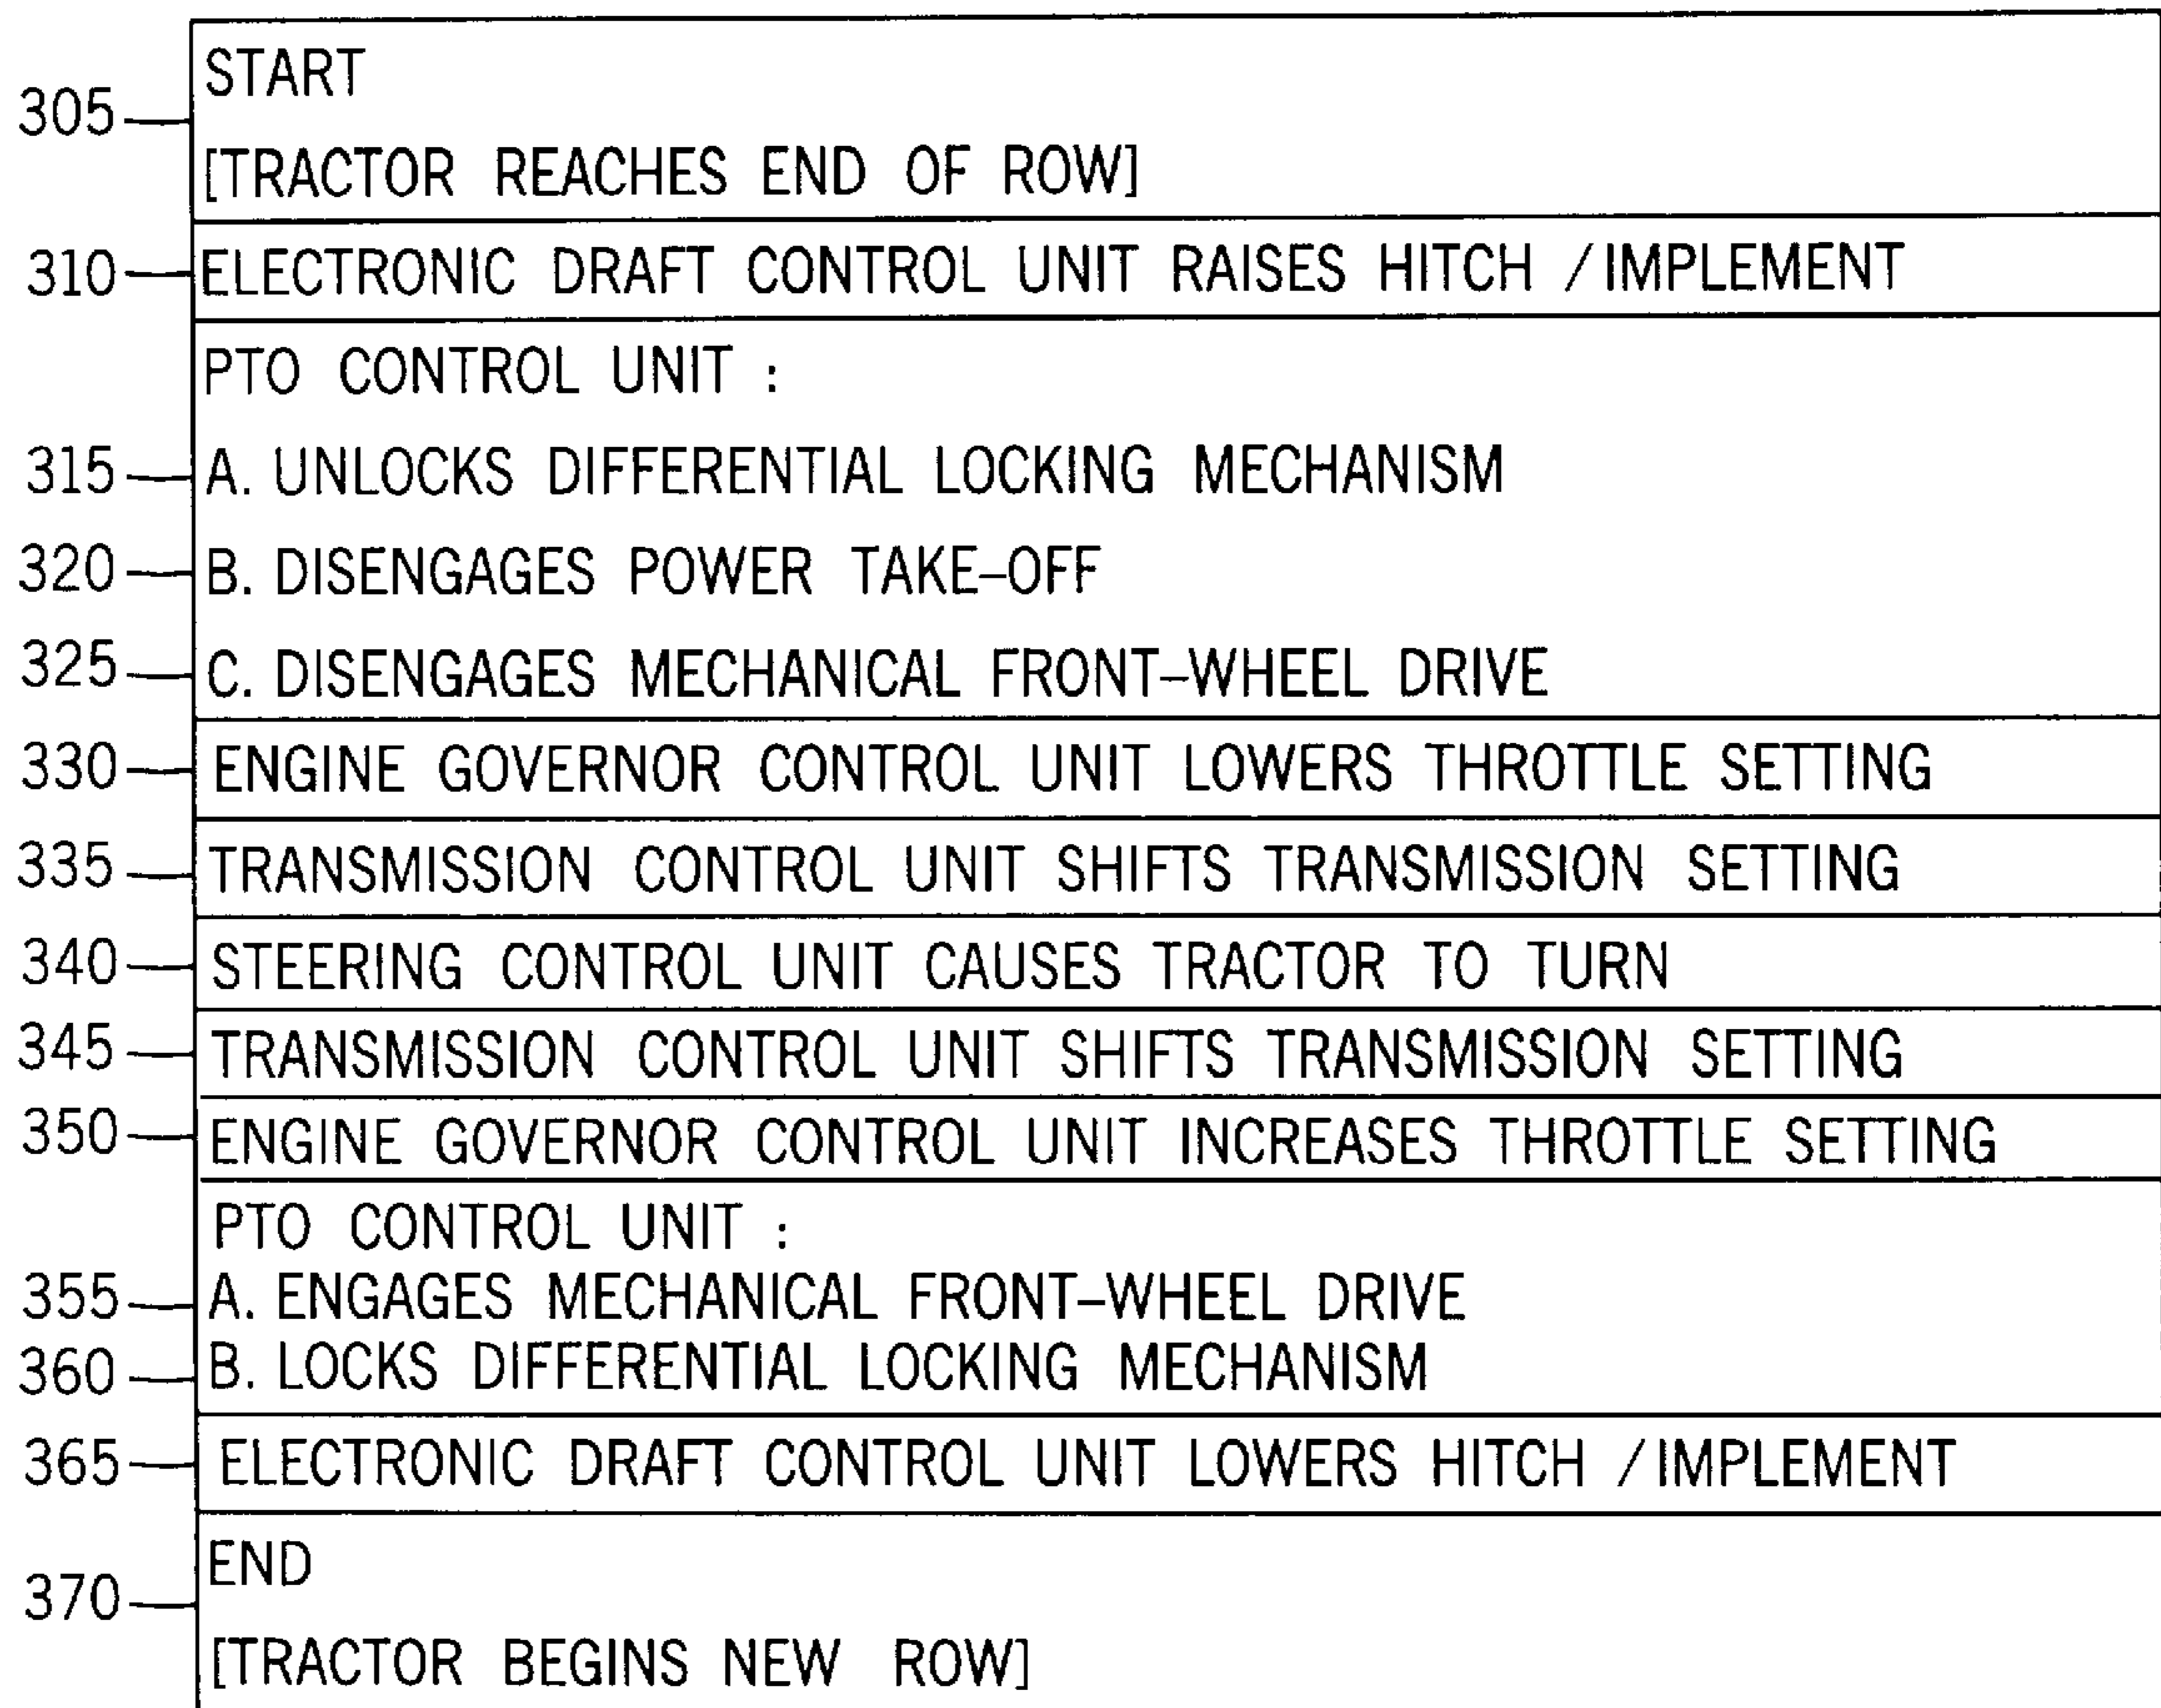 START
305
[TRACTOR REACHES END OF ROW]
310 ELECTRONIC DRAFT CONTROL UNIT RAISES HITCH / IMPLEMENT
PTO CONTROL UNIT :
315 A. UNLOCKS DIFFERENTIAL LOCKING MECHANISM
320 B. DISENGAGES POWER TAKE–OFF
325 C. DISENGAGES MECHANICAL FRONT–WHEEL DRIVE
330 ENGINE GOVERNOR CONTROL UNIT LOWERS THROTTLE SETTING
335 TRANSMISSION CONTROL UNIT SHIFTS TRANSMISSION SETTING
340 STEERING CONTROL UNIT CAUSES TRACTOR TO TURN
345 TRANSMISSION CONTROL UNIT SHIFTS TRANSMISSION SETTING
350 ENGINE GOVERNOR CONTROL UNIT INCREASES THROTTLE SETTING
PTO CONTROL UNIT :
355 A. ENGAGES MECHANICAL FRONT–WHEEL DRIVE
360 B. LOCKS DIFFERENTIAL LOCKING MECHANISM
365 ELECTRONIC DRAFT CONTROL UNIT LOWERS HITCH / IMPLEMENT
END
370
[TRACTOR BEGINS NEW ROW]